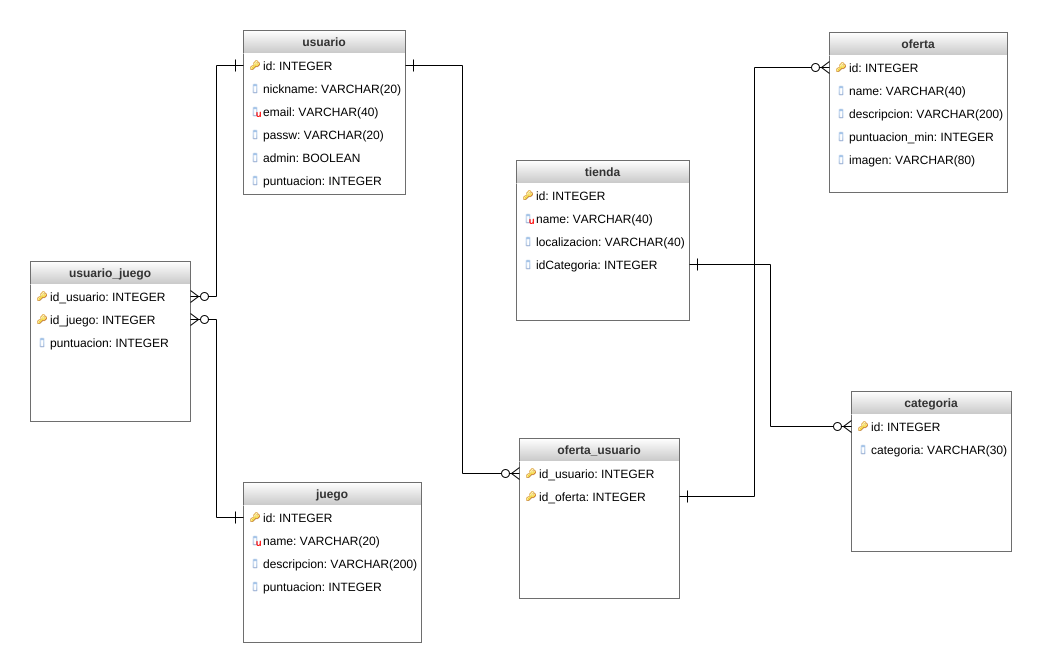 usuario
id: INTEGER
nickname: VARCHAR(20)
email: VARCHAR(40)
passw: VARCHAR(20)
admin: BOOLEAN
puntuacion: INTEGER
oferta
id: INTEGER
name: VARCHAR(40)
descripcion: VARCHAR(200)
puntuacion_min: INTEGER
imagen: VARCHAR(80)
tienda
id: INTEGER
name: VARCHAR(40)
localizacion: VARCHAR(40)
idCategoria: INTEGER
usuario_juego
id_usuario: INTEGER
id_juego: INTEGER
puntuacion: INTEGER
categoria
id: INTEGER
categoria: VARCHAR(30)
oferta_usuario
id_usuario: INTEGER
id_oferta: INTEGER
juego
id: INTEGER
name: VARCHAR(20)
descripcion: VARCHAR(200)
puntuacion: INTEGER